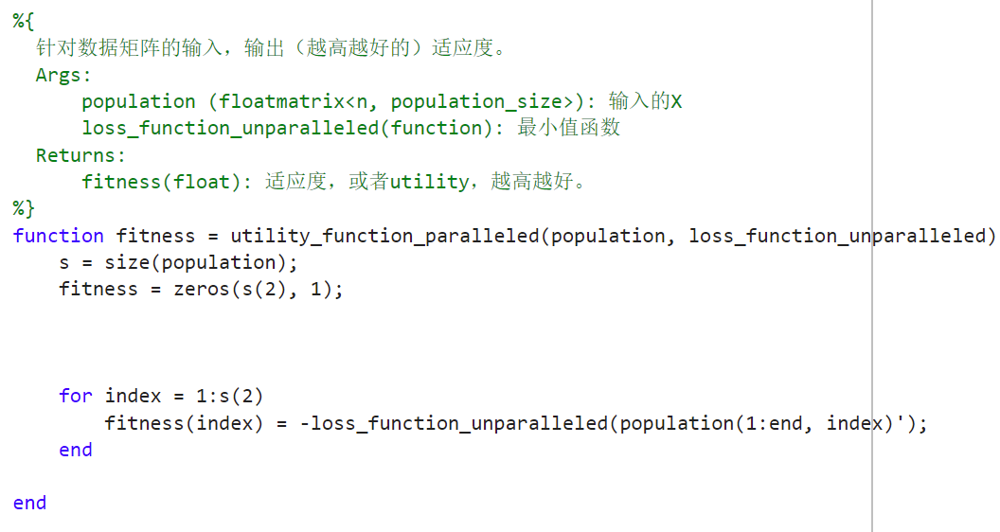 %{
针对数据矩阵的输入，输出（越高越好的）适应度。
Args:
population (floatmatrix<n, population_size>): 输入的X
loss_function_unparalleled(function): 最小值函数
Returns:
fitness(float): 适应度，或者utility，越高越好。
%}
function fitness = utility_function_paralleled(population, loss_function_unparalleled)
s = size(population);
fitness = zeros(s(2), 1);
for index = 1:s(2)
fitness(index) = -loss_function_unparalleled(population(1:end, index)');
end
end